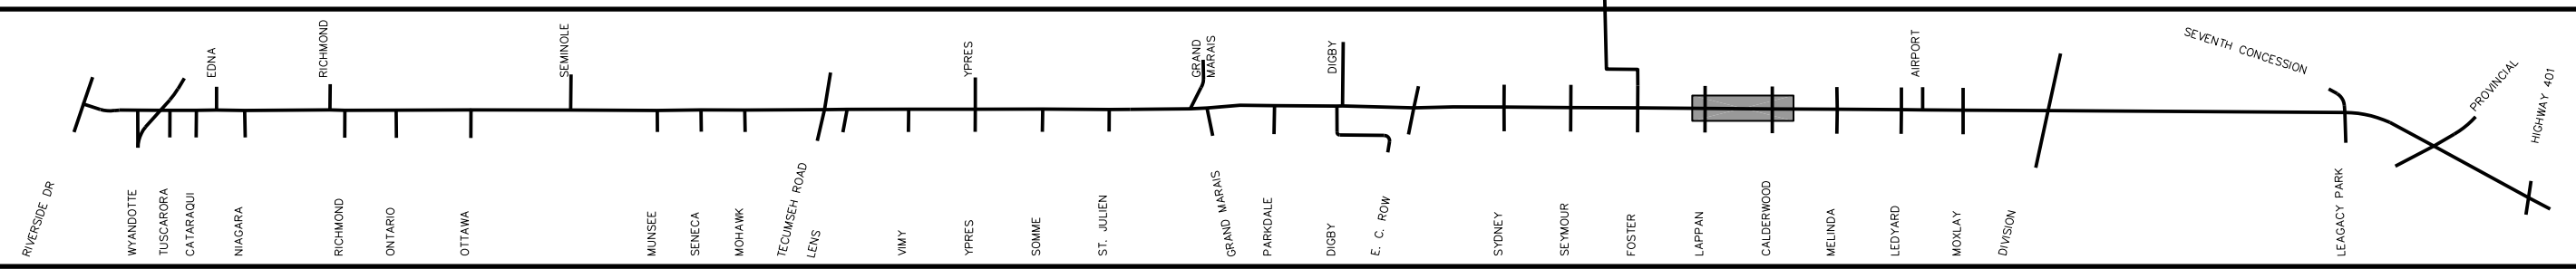 EDNA
RICHMOND
SEMINOLE
YPRES
GRAND
MARAIS
DIGBY
AIRPORT
SEVENTH CONCESSION
PROVINCIAL
HIGHWAY 401
RIVERSIDE DR
WYANDOTTE
TUSCARORA
CATARAQUI
NIAGARA
RICHMOND
ONTARIO
OTTAWA
MUNSEE
SENECA
MOHAWK
TECUMSEH ROAD
LENS
VIMY
YPRES
SOMME
ST. JULIEN
GRAND MARAIS
PARKDALE
DIGBY
E. C. ROW
SYDNEY
SEYMOUR
FOSTER
LAPPAN
CALDERWOOD
MELINDA
LEDYARD
MOXLAY
DIVISION
LEAGACY PARK